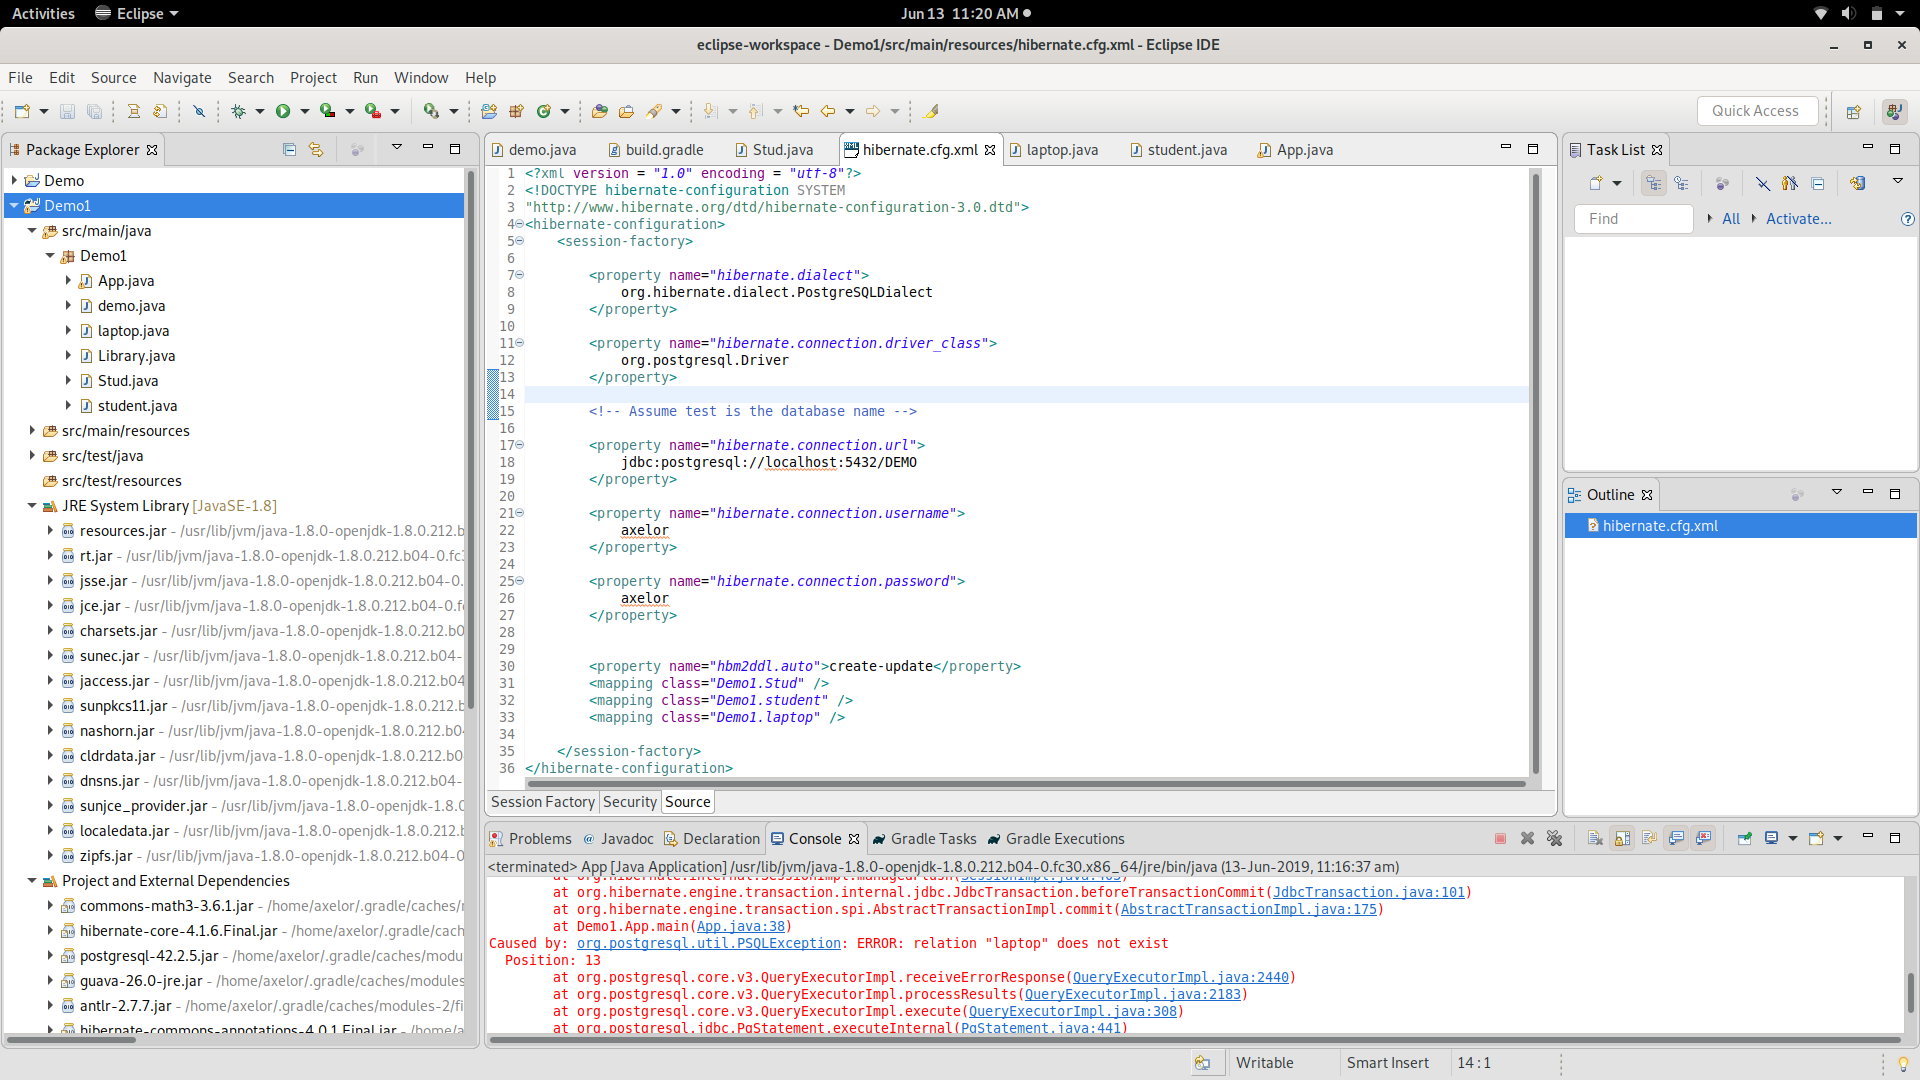 Activities Eclipse Jun 13 11:20 AM
eclipse-workspace - Demo1/src/main/resources/hibernate.cfg.xml - Eclipse IDE
File Edit Source Navigate Search Project Run Window Help
Quick Access
Package Explorer
Demo
Demo1
src/main/java
Demo1
App.java
demo.java
laptop.java
Library.java
Stud.java
student.java
src/main/resources
src/test/java
src/test/resources
JRE System Library [JavaSE-1.8]
resources.jar - /usr/lib/jvm/java-1.8.0-openjdk-1.8.0.212.b
rt.jar - /usr/lib/jvm/java-1.8.0-openjdk-1.8.0.212.b04-0.fc3
jsse.jar - /usr/lib/jvm/java-1.8.0-openjdk-1.8.0.212.b04-0.
jce.jar - /usr/lib/jvm/java-1.8.0-openjdk-1.8.0.212.b04-0.f
charsets.jar - /usr/lib/jvm/java-1.8.0-openjdk-1.8.0.212.b0
sunec.jar - /usr/lib/jvm/java-1.8.0-openjdk-1.8.0.212.b04-
jaccess.jar - /usr/lib/jvm/java-1.8.0-openjdk-1.8.0.212.b04
sunpkcs11.jar - /usr/lib/jvm/java-1.8.0-openjdk-1.8.0.212.b
nashorn.jar - /usr/lib/jvm/java-1.8.0-openjdk-1.8.0.212.b04
cldrdata.jar - /usr/lib/jvm/java-1.8.0-openjdk-1.8.0.212.b0
dnsns.jar - /usr/lib/jvm/java-1.8.0-openjdk-1.8.0.212.b04-
sunjce_provider.jar - /usr/lib/jvm/java-1.8.0-openjdk-1.8.0
localedata.jar - /usr/lib/jvm/java-1.8.0-openjdk-1.8.0.212.b
zipfs.jar - /usr/lib/jvm/java-1.8.0-openjdk-1.8.0.212.b04-0
Project and External Dependencies
commons-math3-3.6.1.jar - /home/axelor/.gradle/caches/
hibernate-core-4.1.6.Final.jar - /home/axelor/.gradle/cach
postgresql-42.2.5.jar - /home/axelor/.gradle/caches/modu
guava-26.0-jre.jar - /home/axelor/.gradle/caches/modules
antlr-2.7.7.jar - /home/axelor/.gradle/caches/modules-2/fi
hibernate-commons-annotations-4.0.1.Final.jar - /home/a
demo.java build.gradle Stud.java hibernate.cfg.xml laptop.java student.java App.java
1 <?xml version = "1.0" encoding = "utf-8"?>
2 <!DOCTYPE hibernate-configuration SYSTEM
3 "http://www.hibernate.org/dtd/hibernate-configuration-3.0.dtd">
4 <hibernate-configuration>
5 <session-factory>
6
7 <property name="hibernate.dialect">
8 org.hibernate.dialect.PostgreSQLDialect
9 </property>
10
11 <property name="hibernate.connection.driver_class">
12 org.postgresql.Driver
13 </property>
14
15 <!-- Assume test is the database name -->
16
17 <property name="hibernate.connection.url">
18 jdbc:postgresql://localhost:5432/DEMO
19 </property>
20
21 <property name="hibernate.connection.username">
22 axelor
23 </property>
24
25 <property name="hibernate.connection.password">
26 axelor
27 </property>
28
29
30 <property name="hbm2ddl.auto">create-update</property>
31 <mapping class="Demo1.Stud" />
32 <mapping class="Demo1.student" />
33 <mapping class="Demo1.laptop" />
34
35 </session-factory>
36 </hibernate-configuration>
Session Factory Security Source
Problems Javadoc Declaration Console Gradle Tasks Gradle Executions
<terminated> App [Java Application] /usr/lib/jvm/java-1.8.0-openjdk-1.8.0.212.b04-0.fc30.x86_64/jre/bin/java (13-Jun-2019, 11:16:37 am)
at org.hibernate.internal.SessionImpl.managedFlush(SessionImpl.java:403)
at org.hibernate.engine.transaction.internal.jdbc.JdbcTransaction.beforeTransactionCommit(JdbcTransaction.java:101)
at org.hibernate.engine.transaction.spi.AbstractTransactionImpl.commit(AbstractTransactionImpl.java:175)
at Demo1.App.main(App.java:38)
Caused by: org.postgresql.util.PSQLException: ERROR: relation "laptop" does not exist
Position: 13
at org.postgresql.core.v3.QueryExecutorImpl.receiveErrorResponse(QueryExecutorImpl.java:2440)
at org.postgresql.core.v3.QueryExecutorImpl.processResults(QueryExecutorImpl.java:2183)
at org.postgresql.core.v3.QueryExecutorImpl.execute(QueryExecutorImpl.java:308)
at org.postgresql.jdbc.PgStatement.executeInternal(PgStatement.java:441)
Task List
Find All Activate...
Outline
hibernate.cfg.xml
Writable Smart Insert 14 : 1